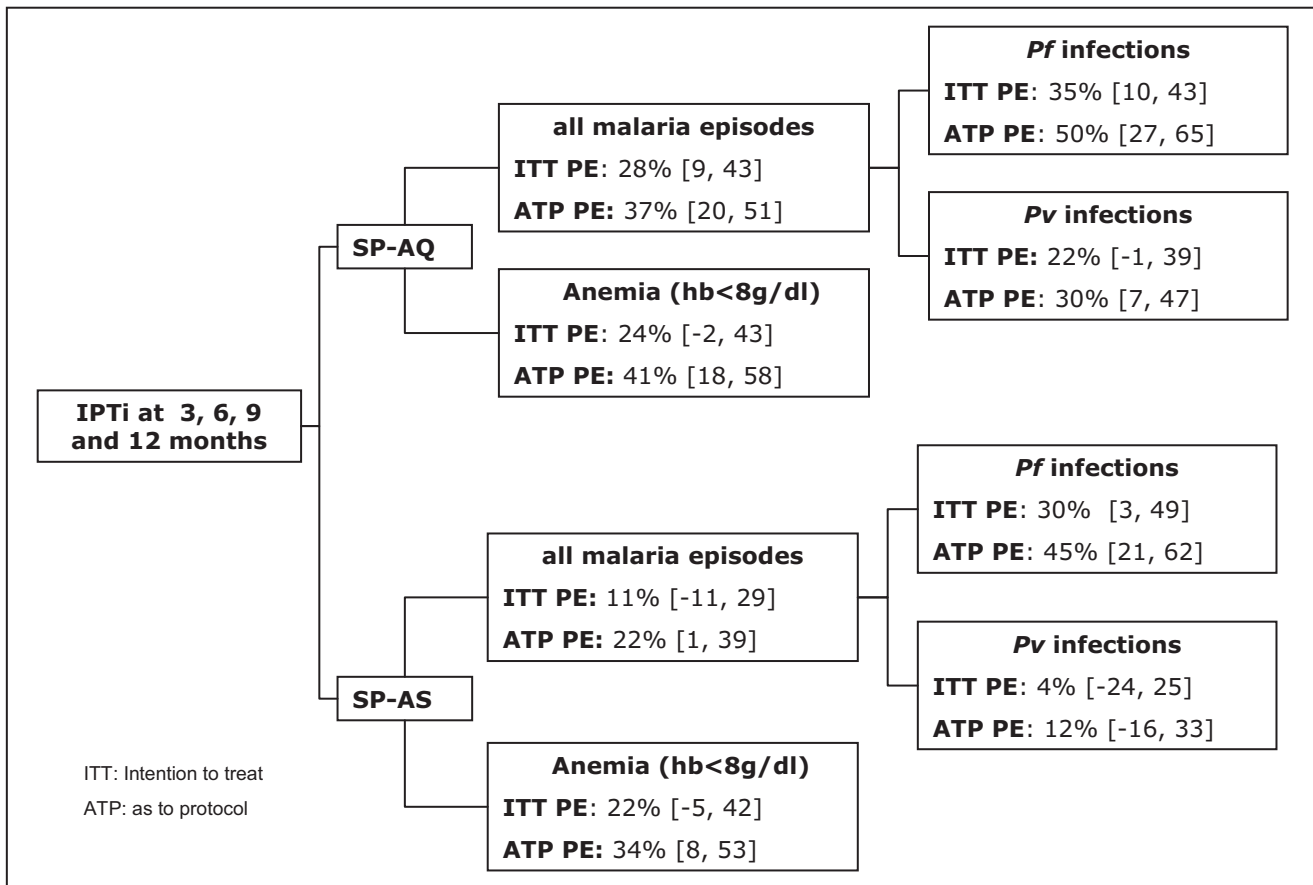 IPTi at 3, 6, 9
and 12 months
SP-AQ
all malaria episodes
ITT PE: 28% [9, 43]
ATP PE: 37% [20, 51]
Pf infections
ITT PE: 35% [10, 43]
ATP PE: 50% [27, 65]
Pv infections
ITT PE: 22% [-1, 39]
ATP PE: 30% [7, 47]
Anemia (hb<8g/dl)
ITT PE: 24% [-2, 43]
ATP PE: 41% [18, 58]
SP-AS
all malaria episodes
ITT PE: 11% [-11, 29]
ATP PE: 22% [1, 39]
Pf infections
ITT PE: 30% [3, 49]
ATP PE: 45% [21, 62]
Pv infections
ITT PE: 4% [-24, 25]
ATP PE: 12% [-16, 33]
Anemia (hb<8g/dl)
ITT PE: 22% [-5, 42]
ATP PE: 34% [8, 53]
ITT: Intention to treat
ATP: as to protocol